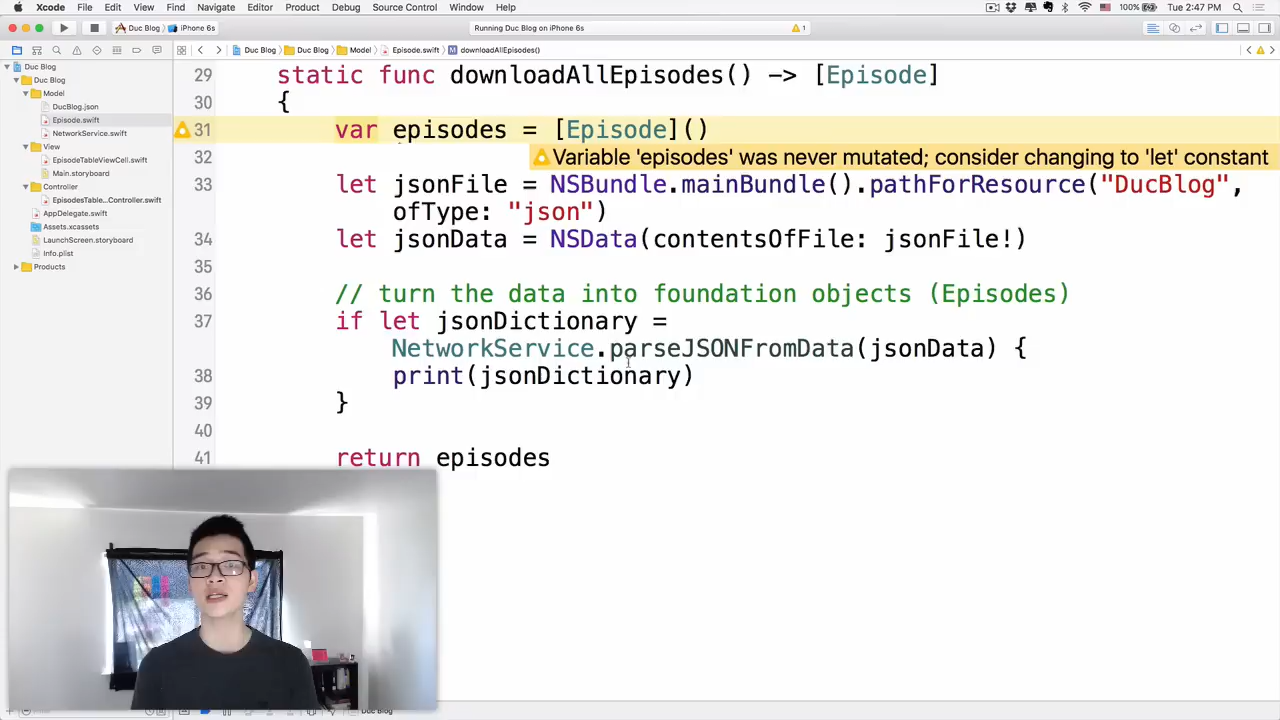 Xcode File Edit View Find Navigate Editor Product Debug Source Control Window Help 100% Tue 2:47 PM
Duc Blog iPhone 6s Running Duc Blog on iPhone 6s 1
Duc Blog Duc Blog Model Episode.swift M downloadAllEpisodes()
Duc Blog
Duc Blog
Model
DucBlog.json
Episode.swift
NetworkService.swift
View
EpisodeTableViewCell.swift
Main.storyboard
Controller
EpisodesTable...Controller.swift
AppDelegate.swift
Assets.xcassets
LaunchScreen.storyboard
Info.plist
Products
29 static func downloadAllEpisodes() -> [Episode]
30 {
31 var episodes = [Episode]()
32 Variable 'episodes' was never mutated; consider changing to 'let' constant
33 let jsonFile = NSBundle.mainBundle().pathForResource("DucBlog",
ofType: "json")
34 let jsonData = NSData(contentsOfFile: jsonFile!)
35
36 // turn the data into foundation objects (Episodes)
37 if let jsonDictionary =
NetworkService.parseJSONFromData(jsonData) {
38 print(jsonDictionary)
39 }
40
41 return episodes
Duc Blog